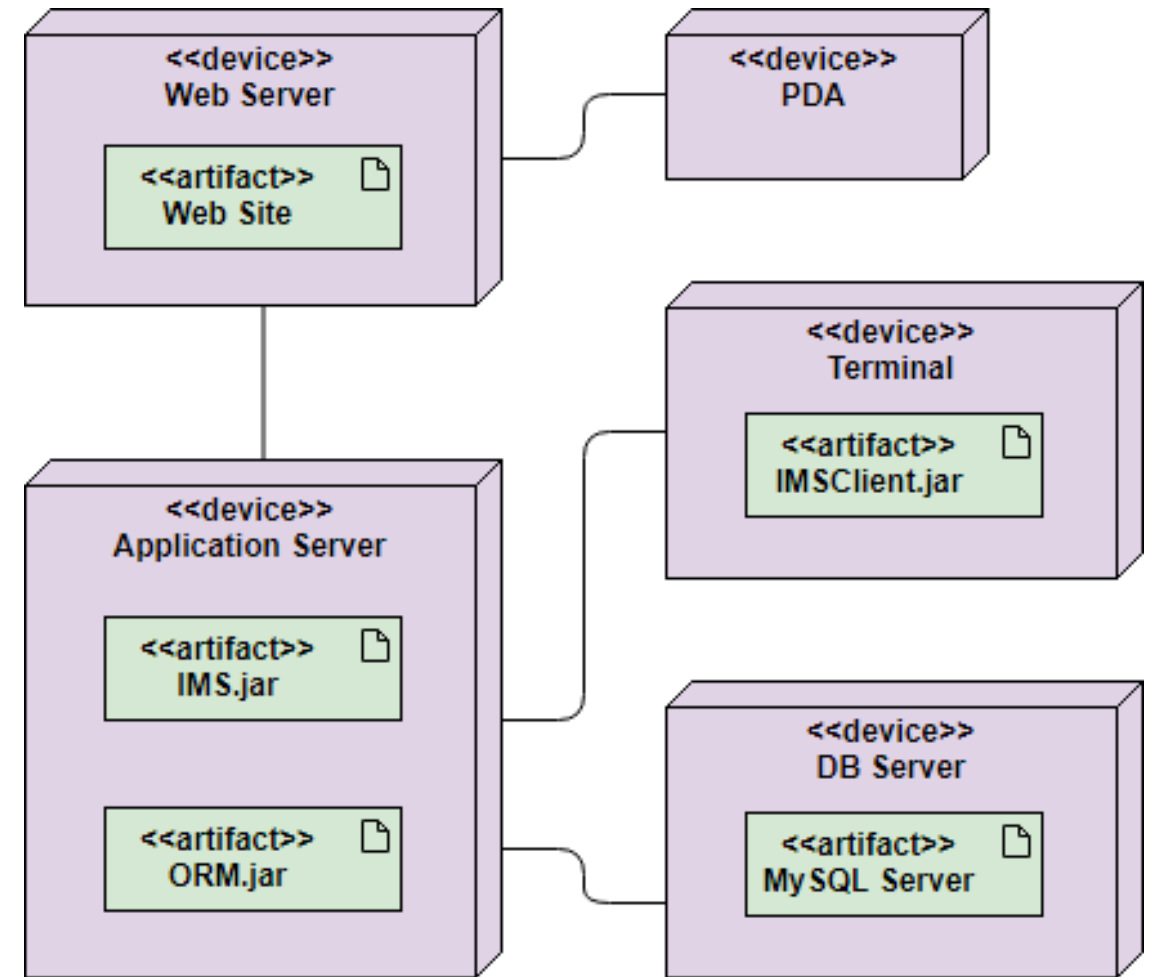 <<device>>
Web Server
<<artifact>>
Web Site
<<device>>
PDA
<<device>>
Terminal
<<artifact>>
IMSClient.jar
<<device>>
Application Server
<<artifact>>
IMS.jar
<<artifact>>
ORM.jar
<<device>>
DB Server
<<artifact>>
MySQL Server